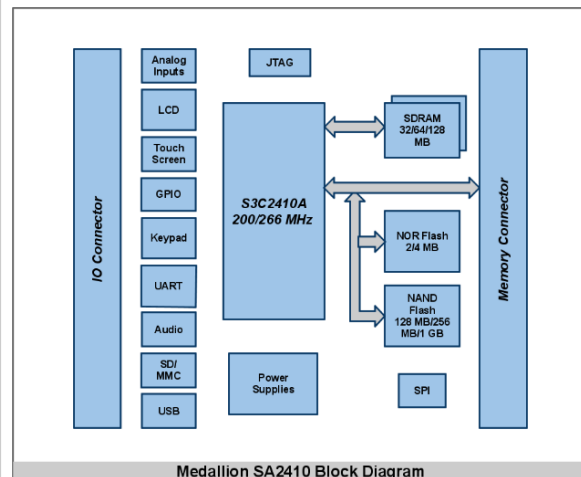 IO Connector
Analog
Inputs
LCD
Touch
Screen
GPIO
Keypad
UART
Audio
SD/
MMC
USB
JTAG
S3C2410A
200/266 MHz
Power
Supplies
SDRAM
32/64/128
MB
NOR Flash
2/4 MB
NAND
Flash
128 MB/256
MB/1 GB
SPI
Memory Connector
Medallion SA2410 Block Diagram